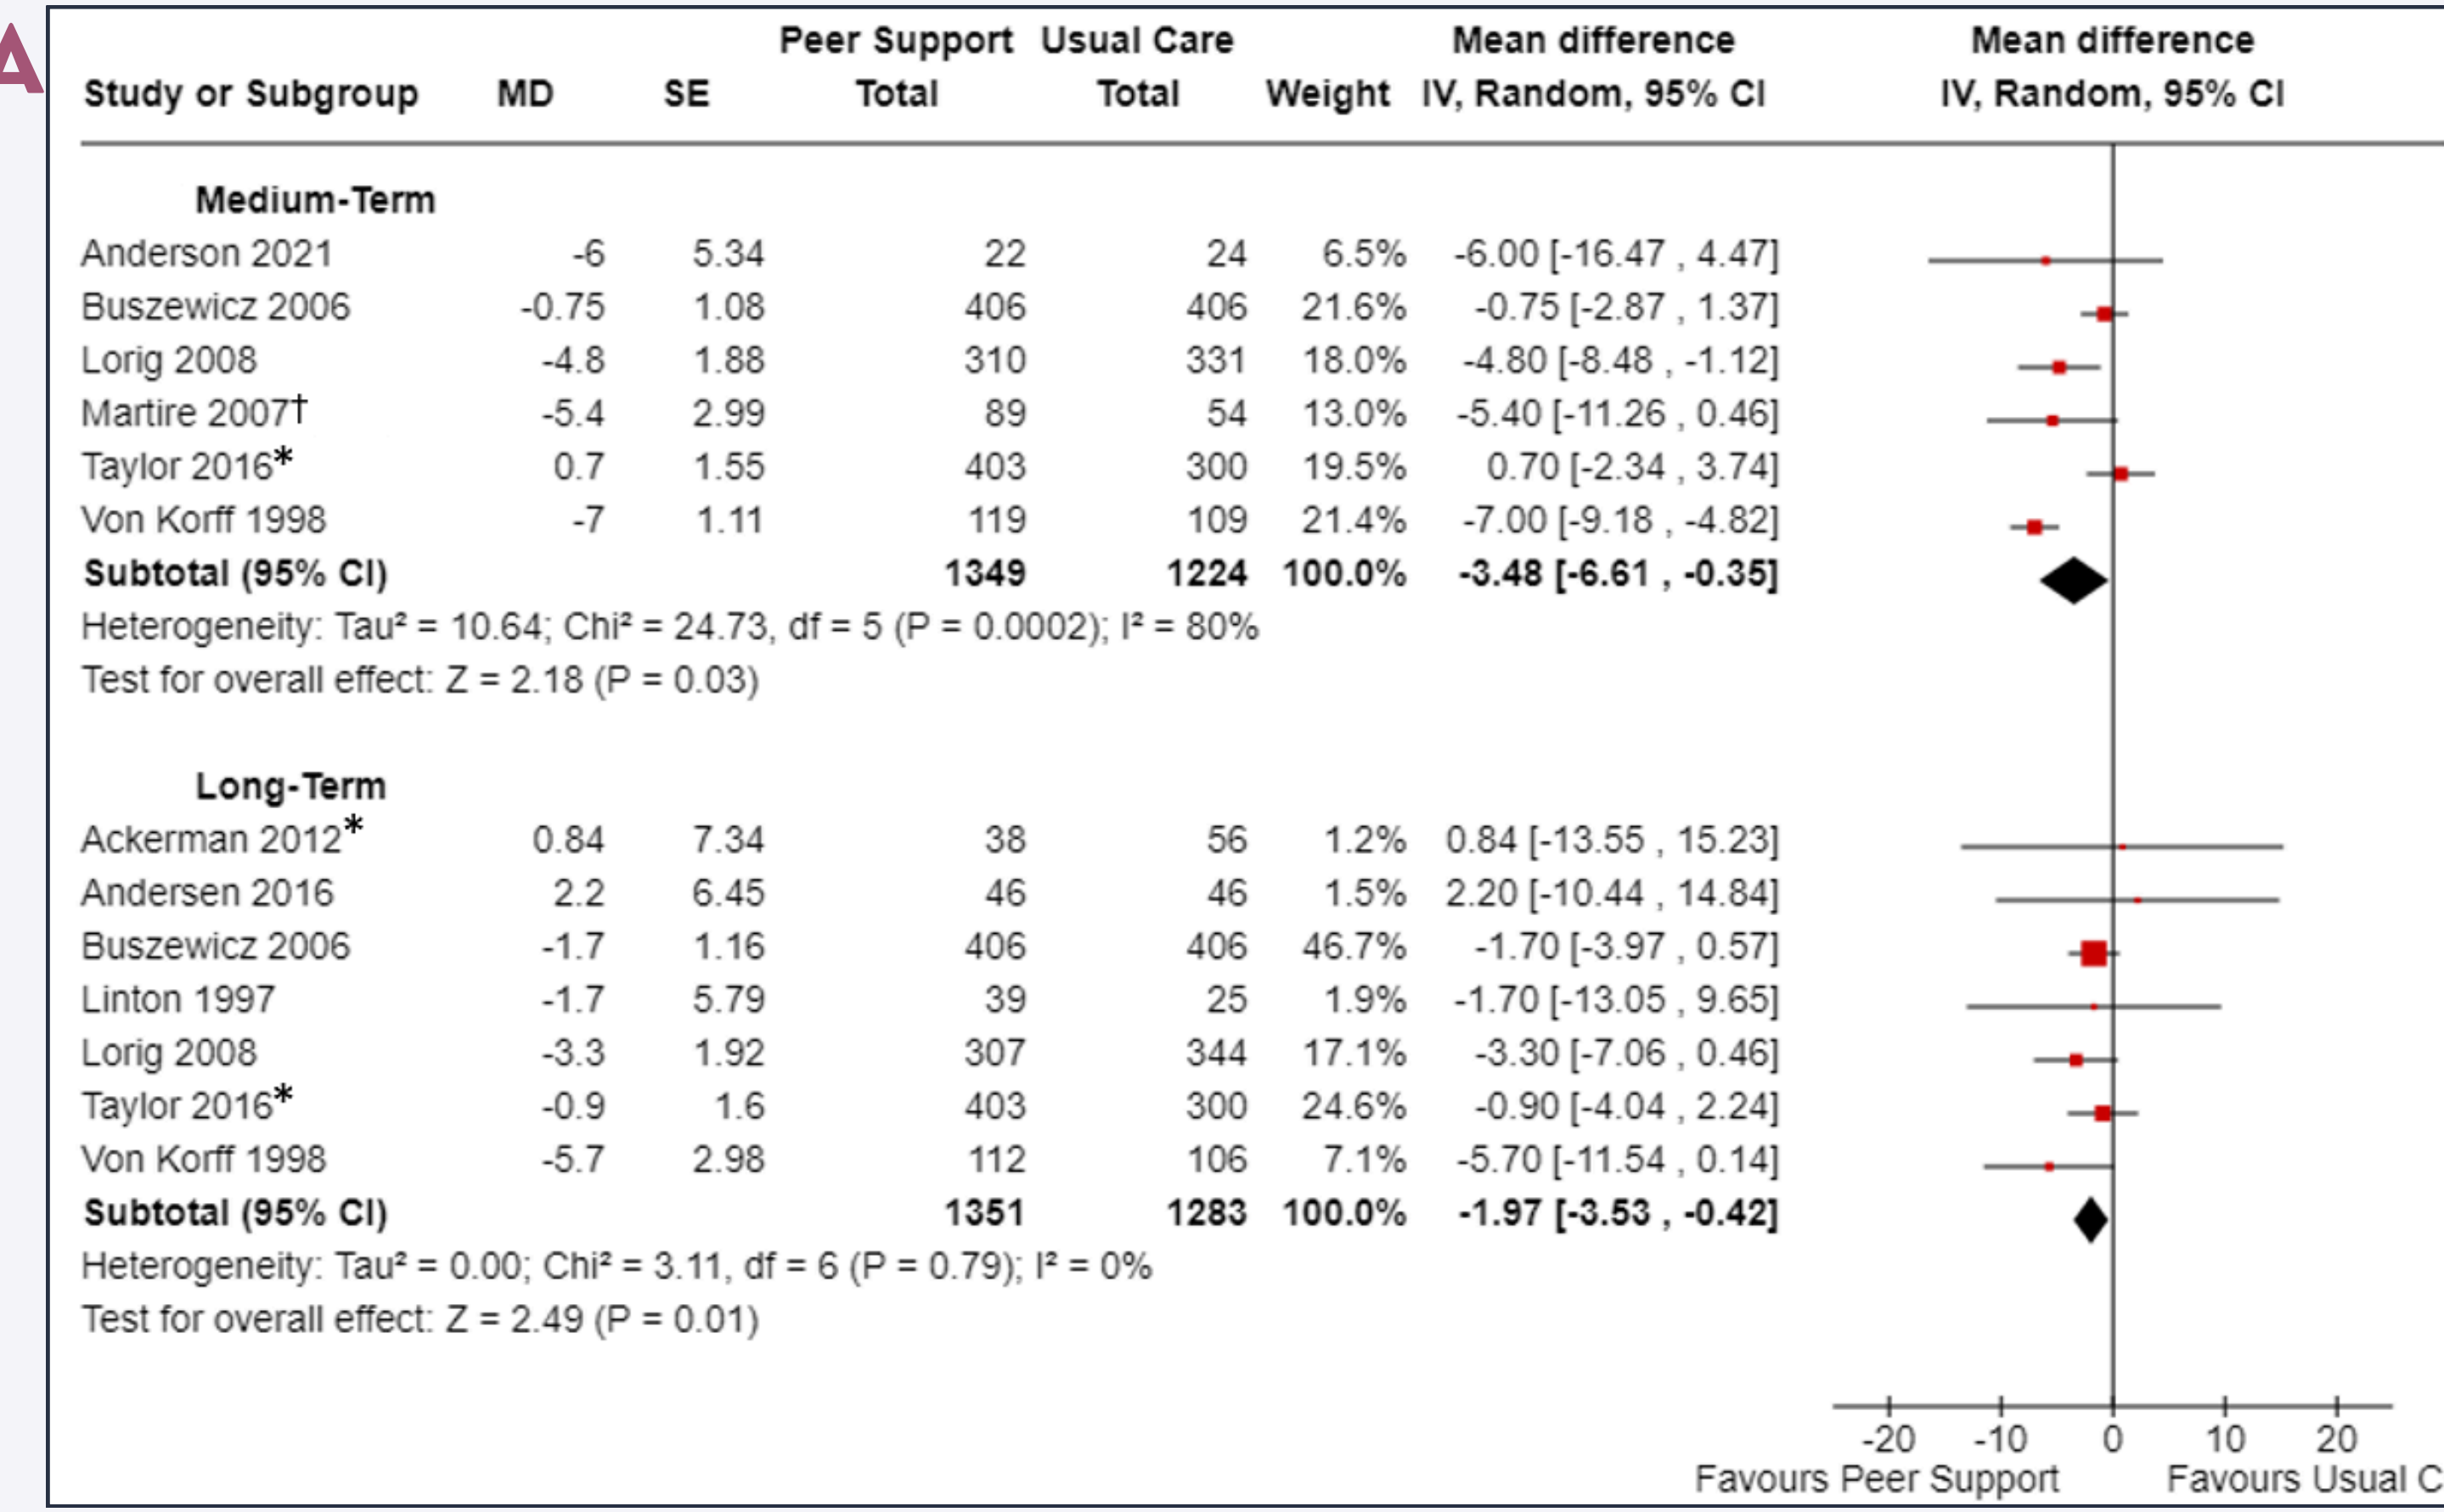 A
Peer Support Usual Care Mean difference Mean difference
Study or Subgroup MD SE Total Total Weight IV, Random, 95% CI IV, Random, 95% CI
Medium-Term
Anderson 2021 -6 5.34 22 24 6.5% -6.00 [-16.47 , 4.47]
Buszewicz 2006 -0.75 1.08 406 406 21.6% -0.75 [-2.87 , 1.37]
Lorig 2008 -4.8 1.88 310 331 18.0% -4.80 [-8.48 , -1.12]
Martire 2007† -5.4 2.99 89 54 13.0% -5.40 [-11.26 , 0.46]
Taylor 2016* 0.7 1.55 403 300 19.5% 0.70 [-2.34 , 3.74]
Von Korff 1998 -7 1.11 119 109 21.4% -7.00 [-9.18 , -4.82]
Subtotal (95% CI) 1349 1224 100.0% -3.48 [-6.61 , -0.35]
Heterogeneity: Tau² = 10.64; Chi² = 24.73, df = 5 (P = 0.0002); I² = 80%
Test for overall effect: Z = 2.18 (P = 0.03)
Long-Term
Ackerman 2012* 0.84 7.34 38 56 1.2% 0.84 [-13.55 , 15.23]
Andersen 2016 2.2 6.45 46 46 1.5% 2.20 [-10.44 , 14.84]
Buszewicz 2006 -1.7 1.16 406 406 46.7% -1.70 [-3.97 , 0.57]
Linton 1997 -1.7 5.79 39 25 1.9% -1.70 [-13.05 , 9.65]
Lorig 2008 -3.3 1.92 307 344 17.1% -3.30 [-7.06 , 0.46]
Taylor 2016* -0.9 1.6 403 300 24.6% -0.90 [-4.04 , 2.24]
Von Korff 1998 -5.7 2.98 112 106 7.1% -5.70 [-11.54 , 0.14]
Subtotal (95% CI) 1351 1283 100.0% -1.97 [-3.53 , -0.42]
Heterogeneity: Tau² = 0.00; Chi² = 3.11, df = 6 (P = 0.79); I² = 0%
Test for overall effect: Z = 2.49 (P = 0.01)
-20 -10 0 10 20
Favours Peer Support Favours Usual C